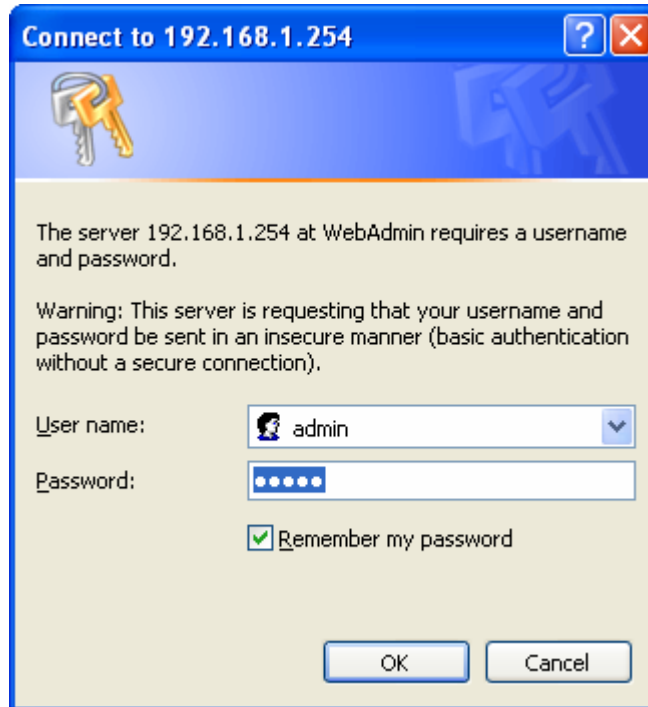 Connect to 192.168.1.254
The server 192.168.1.254 at WebAdmin requires a username
and password.
Warning: This server is requesting that your username and
password be sent in an insecure manner (basic authentication
without a secure connection).
User name:
admin
Password:
●●●●●
Remember my password
OK
Cancel